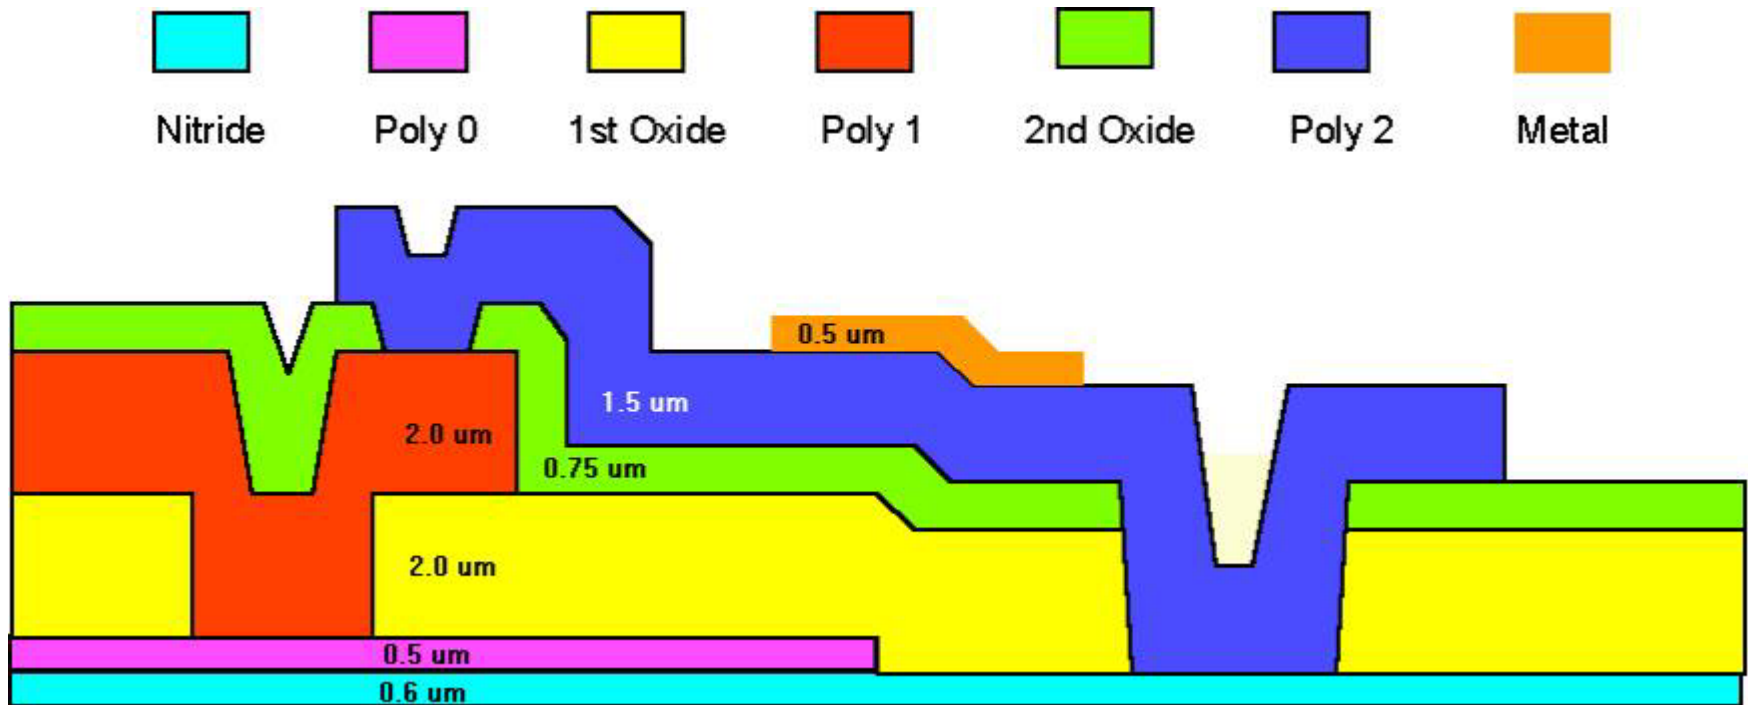 Nitride Poly 0 1st Oxide Poly 1 2nd Oxide Poly 2 Metal
0.5 um
1.5 um
2.0 um
0.75 um
2.0 um
0.5 um
0.6 um